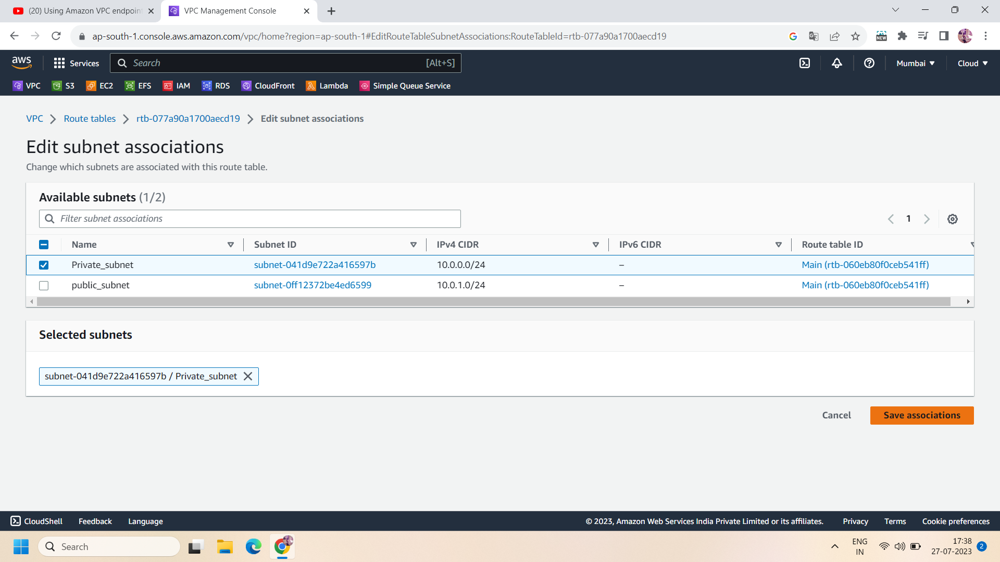 (20) Using Amazon VPC endpoin
VPC Management Console
ap-south-1.console.aws.amazon.com/vpc/home?region=ap-south-1#EditRouteTableSubnetAssociations:RouteTableId=rtb-077a90a1700aecd19
NEW
aws
Services
Search
[Alt+S]
Mumbai
Cloud
VPC
S3
EC2
EFS
IAM
RDS
CloudFront
Lambda
Simple Queue Service
VPC
Route tables
rtb-077a90a1700aecd19
Edit subnet associations
Edit subnet associations
Change which subnets are associated with this route table.
Available subnets (1/2)
Filter subnet associations
1
Name
Subnet ID
IPv4 CIDR
IPv6 CIDR
Route table ID
Private_subnet
subnet-041d9e722a416597b
10.0.0.0/24
–
Main (rtb-060eb80f0ceb541ff)
public_subnet
subnet-0ff12372be4ed6599
10.0.1.0/24
–
Main (rtb-060eb80f0ceb541ff)
Selected subnets
subnet-041d9e722a416597b / Private_subnet
Cancel
Save associations
CloudShell
Feedback
Language
© 2023, Amazon Web Services India Private Limited or its affiliates.
Privacy
Terms
Cookie preferences
Search
ENG
IN
17:38
27-07-2023
2